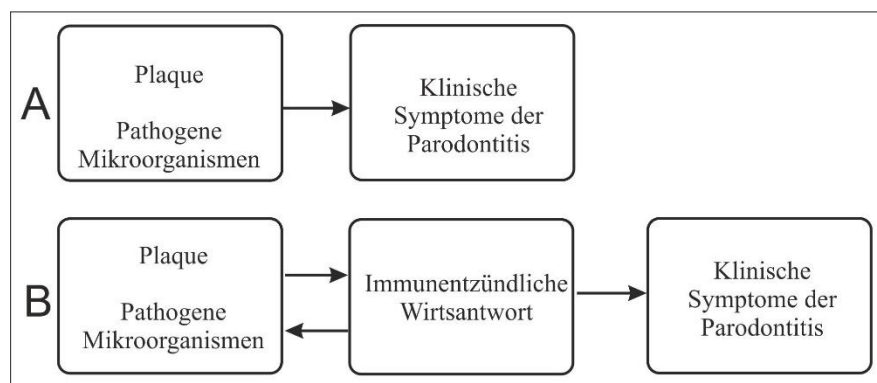 A
Plaque
Pathogene
Mikroorganismen
Klinische
Symptome der
Parodontitis
B
Plaque
Pathogene
Mikroorganismen
Immunentzündliche
Wirtsantwort
Klinische
Symptome der
Parodontitis